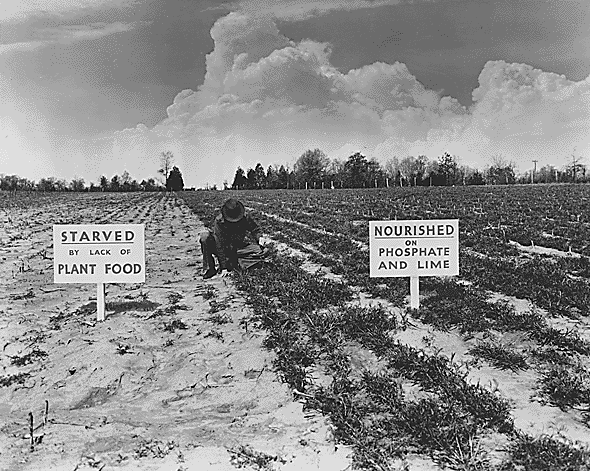 STARVED
BY LACK OF
PLANT FOOD
NOURISHED
ON
PHOSPHATE
AND LIME